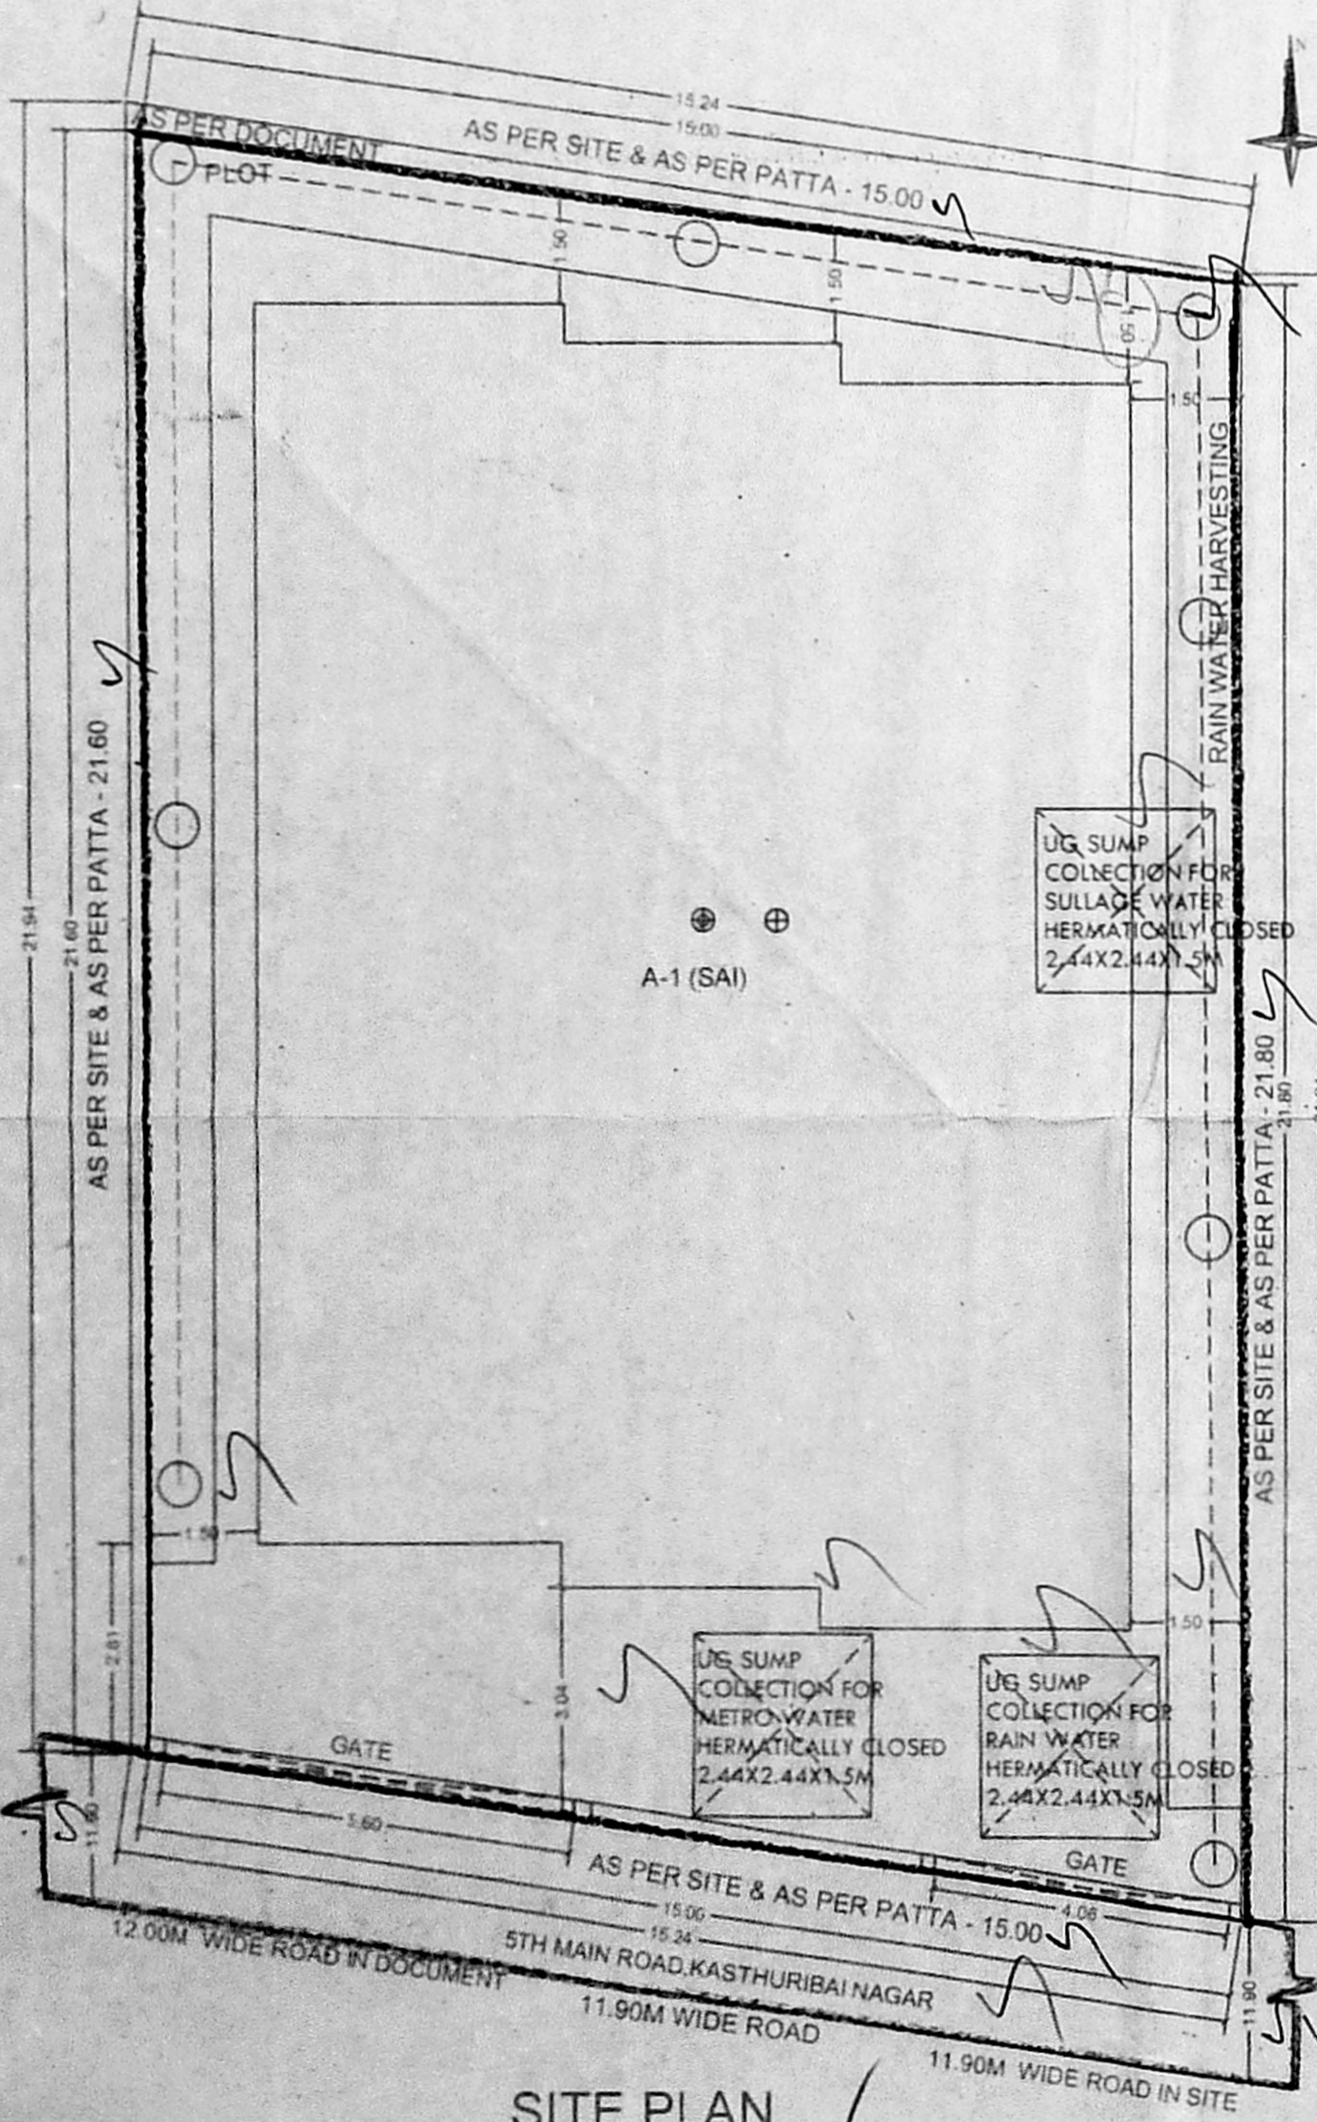 N
15.24
15.00
AS PER DOCUMENT
AS PER SITE & AS PER PATTA - 15.00
PLOT
1.50
1.50
1.50
1.50
RAIN WATER HARVESTING
21.94
21.60
AS PER SITE & AS PER PATTA - 21.60
UG SUMP
COLLECTION FOR
SULLAGE WATER
HERMATICALLY CLOSED
2.44X2.44X1.5M
A-1 (SAI)
AS PER SITE & AS PER PATTA - 21.80
21.80
1.50
2.81
3.04
1.50
UG SUMP
COLLECTION FOR
METRO WATER
HERMATICALLY CLOSED
2.44X2.44X1.5M
UG SUMP
COLLECTION FOR
RAIN WATER
HERMATICALLY CLOSED
2.44X2.44X1.5M
GATE
5.60
GATE
4.06
AS PER SITE & AS PER PATTA - 15.00
15.00
15.24
11.90
5TH MAIN ROAD,KASTHURIBAI NAGAR
12.00M WIDE ROAD IN DOCUMENT
11.90M WIDE ROAD
11.90M WIDE ROAD IN SITE
SITE PLAN